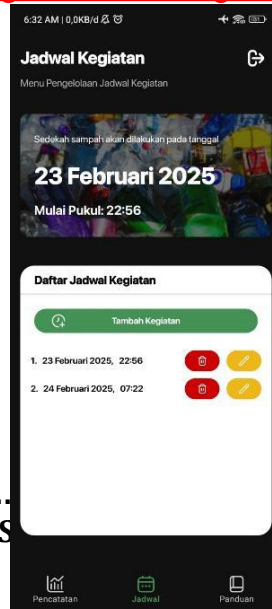 6:32 AM | 0,0KB/d
Jadwal Kegiatan
Menu Pengelolaan Jadwal Kegiatan
Sedekah sampah akan dilakukan pada tanggal
23 Februari 2025
Mulai Pukul: 22:56
Daftar Jadwal Kegiatan
Tambah Kegiatan
1. 23 Februari 2025, 22:56
2. 24 Februari 2025, 07:22
S
Pencatatan Jadwal Panduan